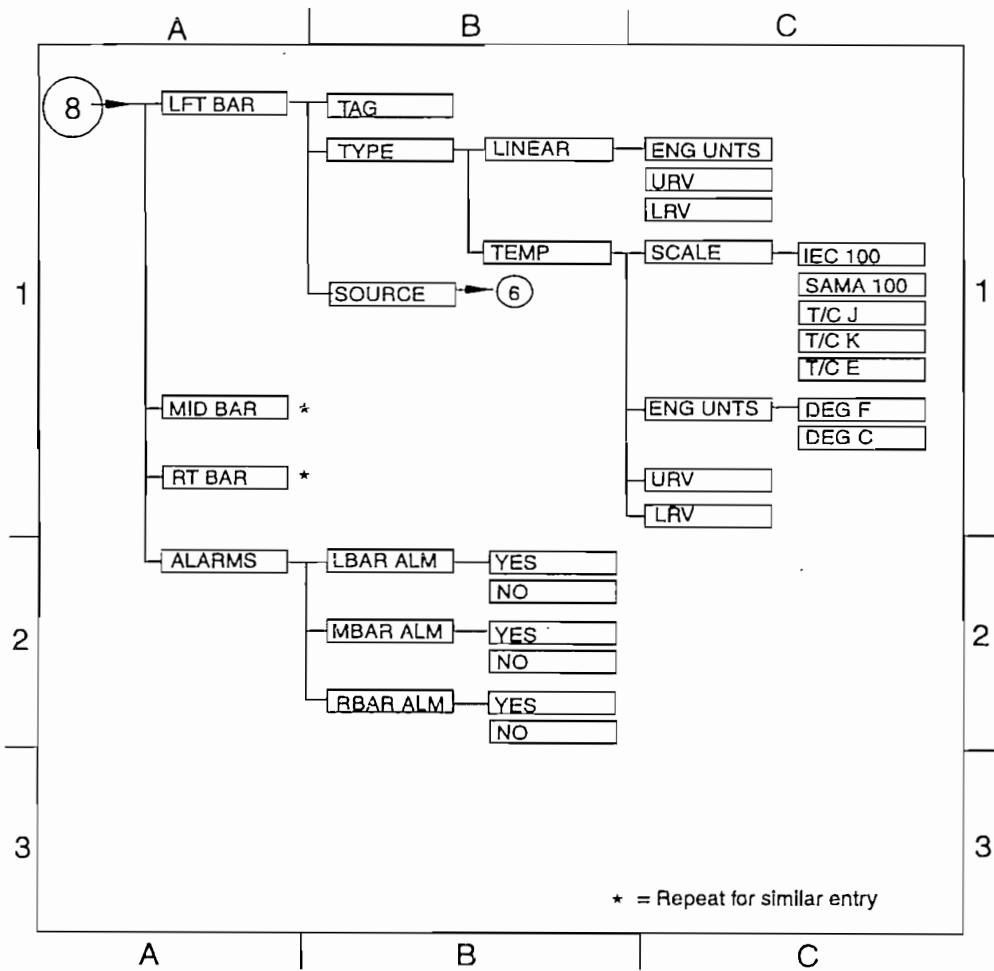 A B C
8 LFT BAR TAG
TYPE LINEAR ENG UNTS
URV
LRV
TEMP SCALE IEC 100
1 SOURCE 6 SAMA 100 1
T/C J
T/C K
T/C E
MID BAR * ENG UNTS DEG F
DEG C
RT BAR * URV
LRV
ALARMS LBAR ALM YES
NO
2 MBAR ALM YES 2
NO
RBAR ALM YES
NO
3 3
* = Repeat for similar entry
A B C